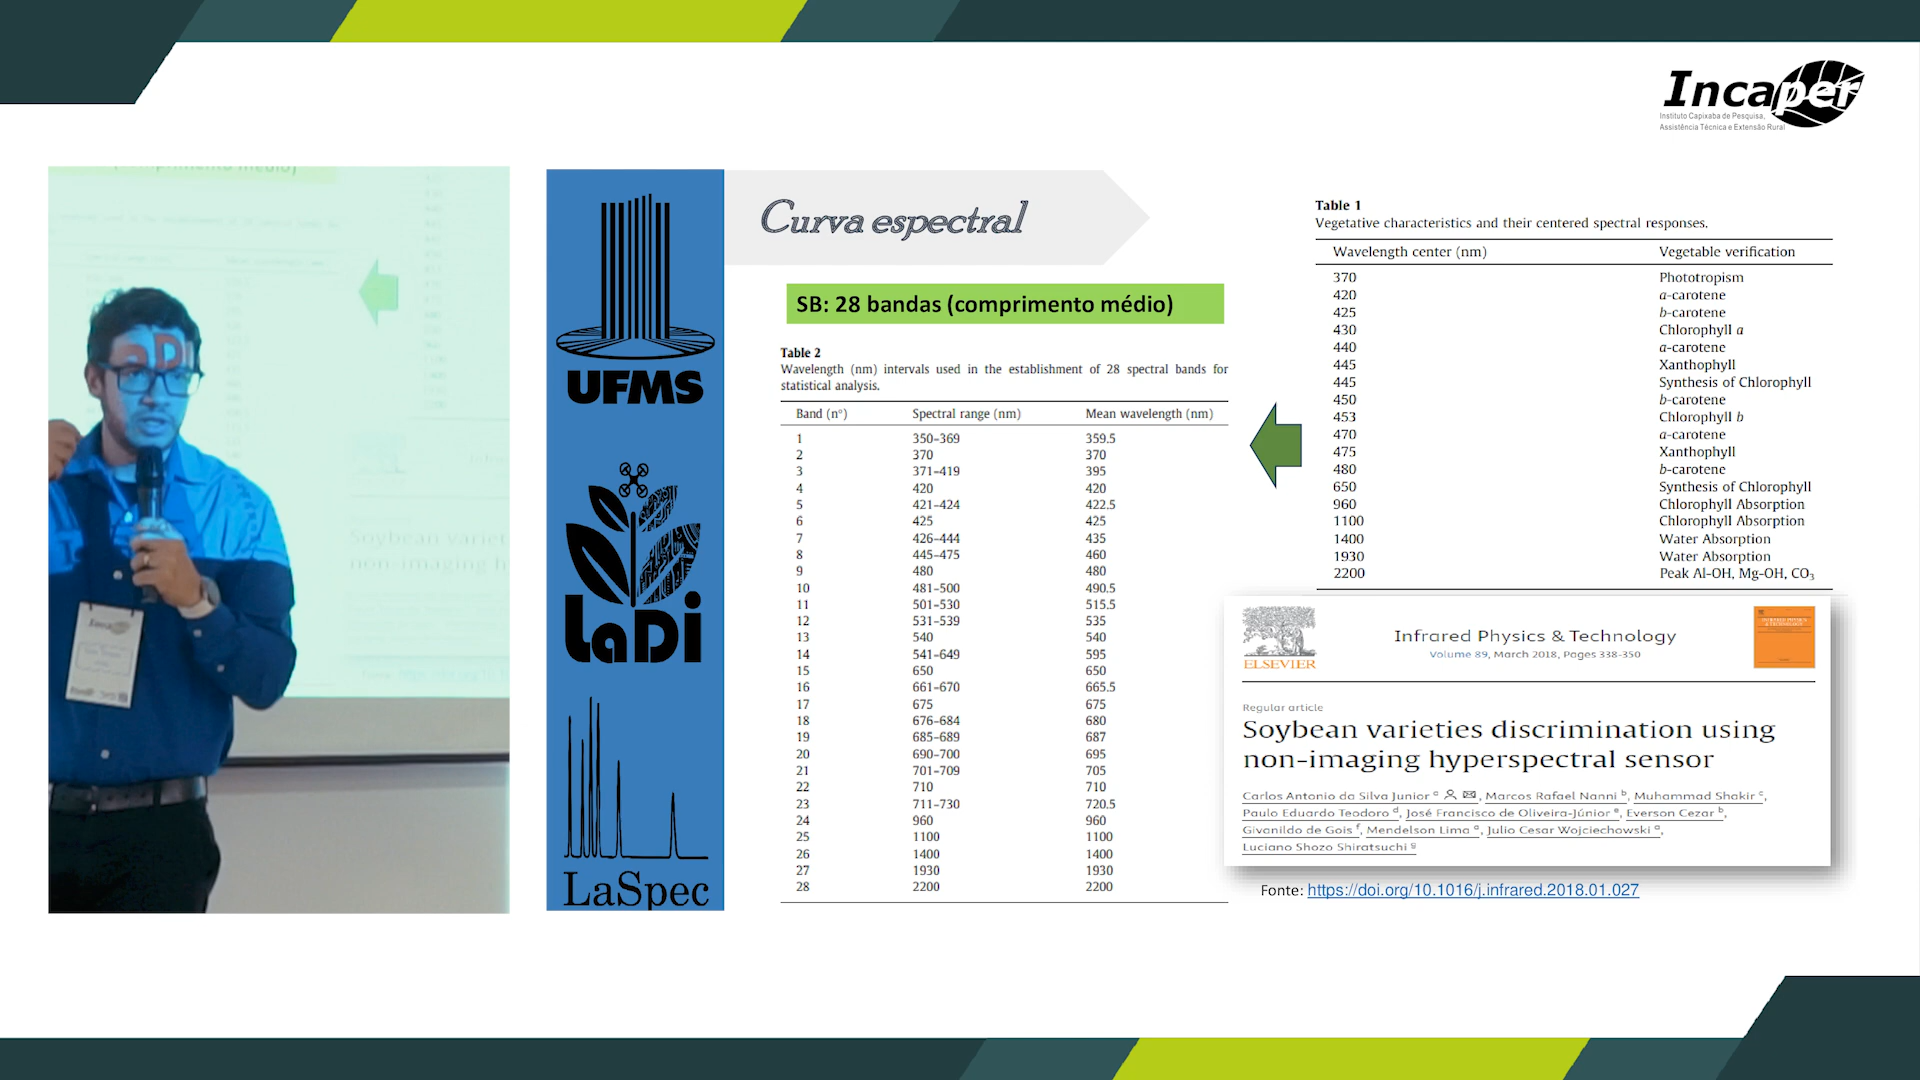 Incaper
Instituto Capixaba de Pesquisa,
Assistência Técnica e Extensão Rural
UFMS
LaDi
LaSpec
Curva espectral
SB: 28 bandas (comprimento médio)
Table 2
Wavelength (nm) intervals used in the establishment of 28 spectral bands for
statistical analysis.
Band (n°) Spectral range (nm) Mean wavelength (nm)
1 350–369 359.5
2 370 370
3 371–419 395
4 420 420
5 421–424 422.5
6 425 425
7 426–444 435
8 445–475 460
9 480 480
10 481–500 490.5
11 501–530 515.5
12 531–539 535
13 540 540
14 541–649 595
15 650 650
16 661–670 665.5
17 675 675
18 676–684 680
19 685–689 687
20 690–700 695
21 701–709 705
22 710 710
23 711–730 720.5
24 960 960
25 1100 1100
26 1400 1400
27 1930 1930
28 2200 2200
Table 1
Vegetative characteristics and their centered spectral responses.
Wavelength center (nm) Vegetable verification
370 Phototropism
420 a-carotene
425 b-carotene
430 Chlorophyll a
440 a-carotene
445 Xanthophyll
445 Synthesis of Chlorophyll
450 b-carotene
453 Chlorophyll b
470 a-carotene
475 Xanthophyll
480 b-carotene
650 Synthesis of Chlorophyll
960 Chlorophyll Absorption
1100 Chlorophyll Absorption
1400 Water Absorption
1930 Water Absorption
2200 Peak Al-OH, Mg-OH, CO3
ELSEVIER
Infrared Physics & Technology
Volume 89, March 2018, Pages 338-350
Regular article
Soybean varieties discrimination using
non-imaging hyperspectral sensor
Carlos Antonio da Silva Junior a, Marcos Rafael Nanni b, Muhammad Shakir c,
Paulo Eduardo Teodoro d, José Francisco de Oliveira-Júnior e, Everson Cezar b,
Givanildo de Gois f, Mendelson Lima a, Julio Cesar Wojciechowski a,
Luciano Shozo Shiratsuchi g
Fonte: https://doi.org/10.1016/j.infrared.2018.01.027
Soybean variet
non-imaging h